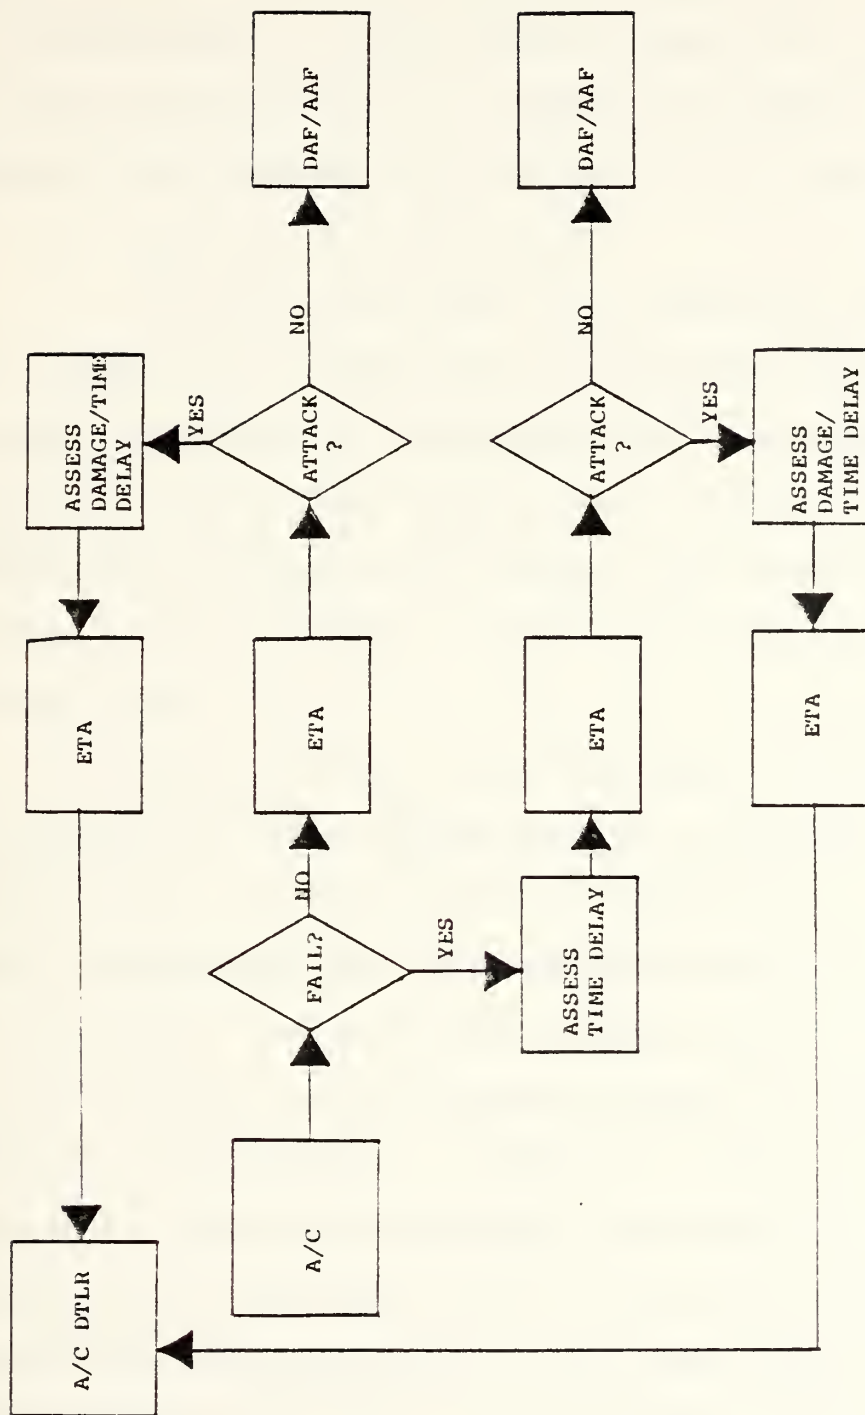 A/C DTLR
ETA
ASSESS
DAMAGE/TIME
DELAY
YES
A/C
FAIL?
NO
ETA
ATTACK
?
NO
DAF/AAF
YES
ASSESS
TIME DELAY
ETA
ATTACK
?
NO
DAF/AAF
YES
ETA
ASSESS
DAMAGE/
TIME DELAY